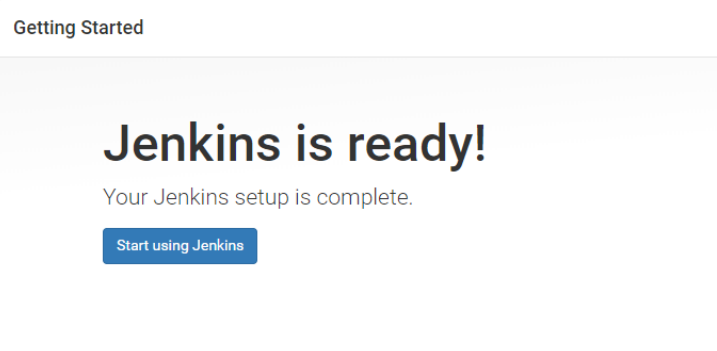 Getting Started
Jenkins is ready!
Your Jenkins setup is complete.
Start using Jenkins